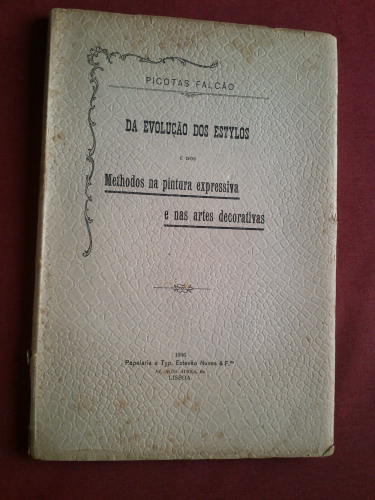 PICOTAS FALCÃO
DA EVOLUÇÃO DOS ESTYLOS
E DOS
Methodos na pintura expressiva
e nas artes decorativas
1906
Papelaria e Typ. Estevão Nunes & F.os
LISBOA